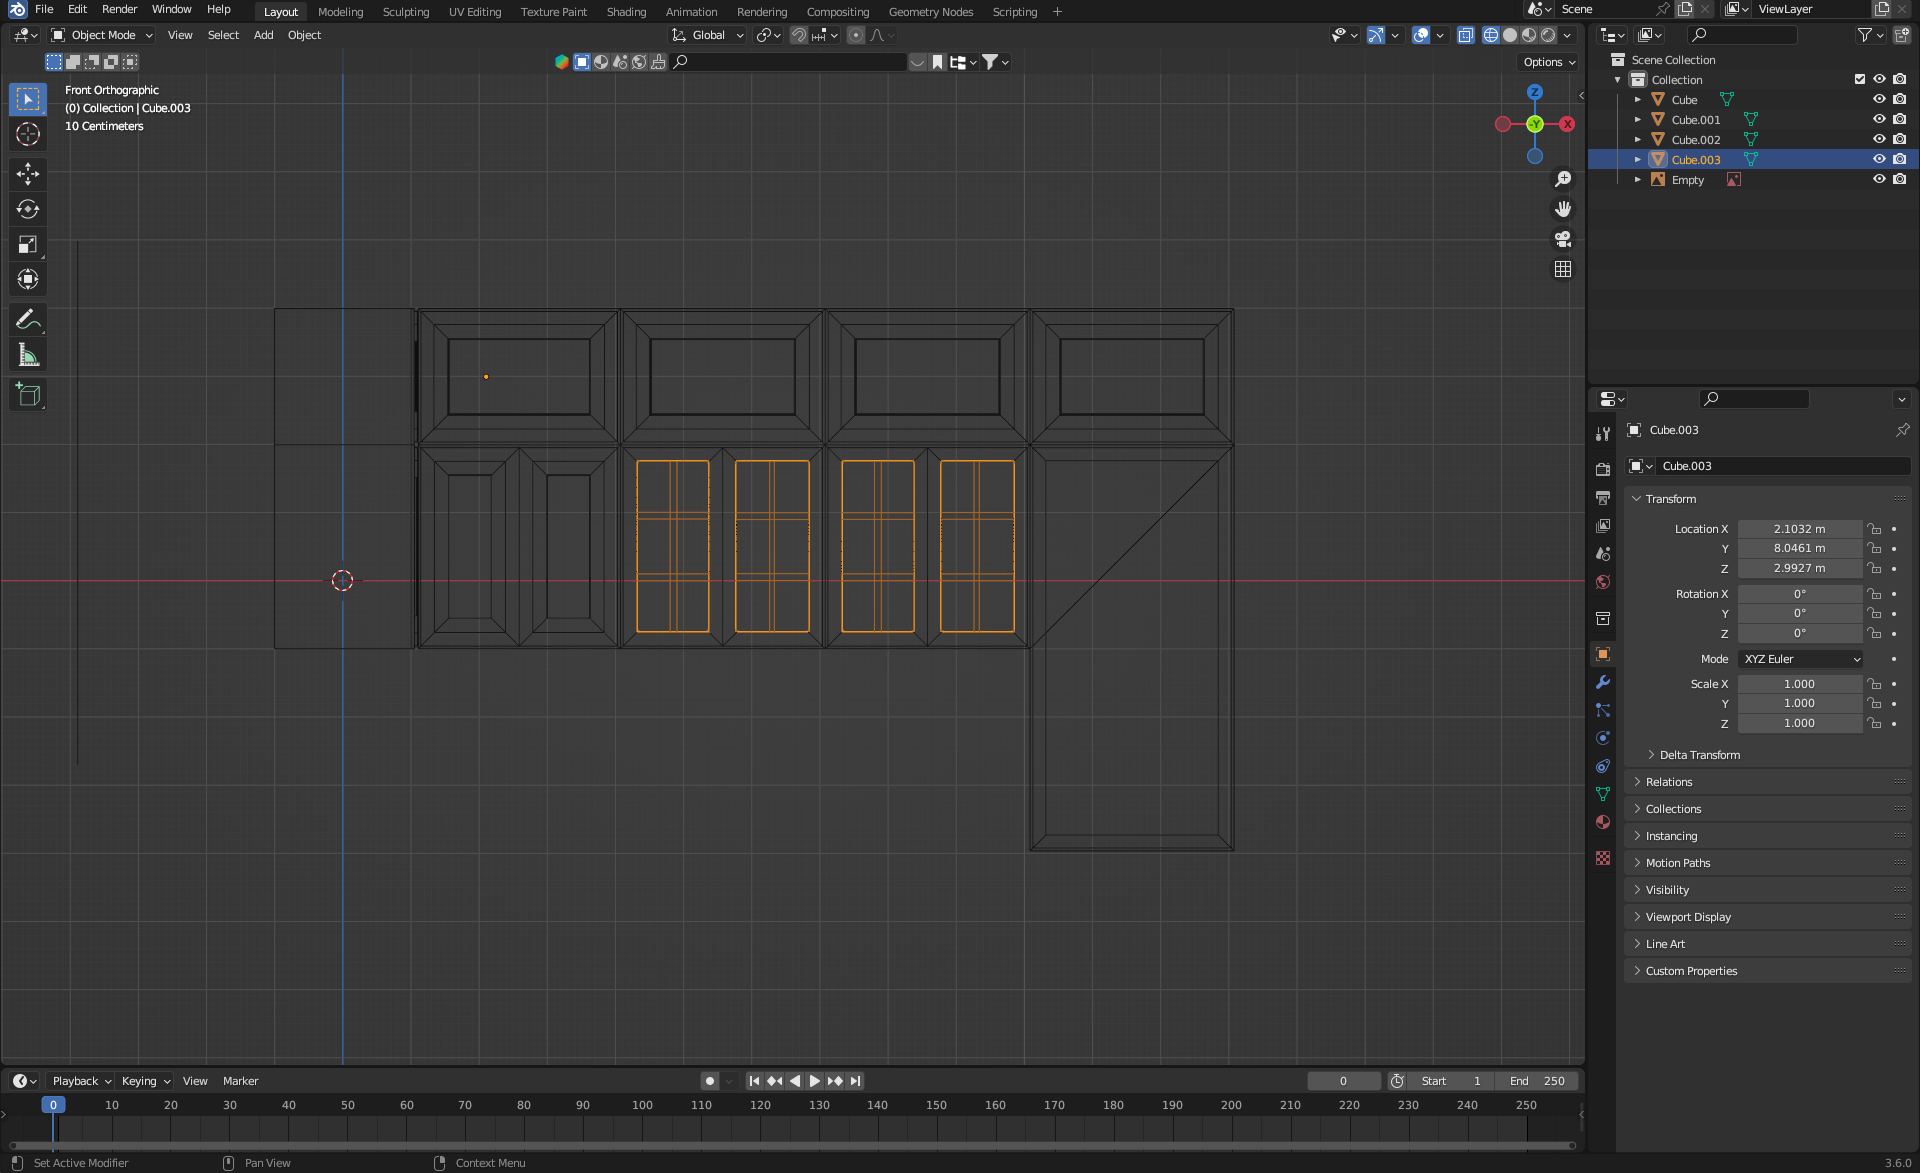 File Edit Render Window Help Layout Modeling Sculpting UV Editing Texture Paint Shading Animation Rendering Compositing Geometry Nodes Scripting + Scene ViewLayer
Object Mode View Select Add Object Global
Options
Front Orthographic
(0) Collection | Cube.003
10 Centimeters
Z
-Y
X
Scene Collection
Collection
Cube
Cube.001
Cube.002
Cube.003
Empty
Cube.003
Cube.003
Transform
Location X 2.1032 m
Y 8.0461 m
Z 2.9927 m
Rotation X 0°
Y 0°
Z 0°
Mode XYZ Euler
Scale X 1.000
Y 1.000
Z 1.000
Delta Transform
Relations
Collections
Instancing
Motion Paths
Visibility
Viewport Display
Line Art
Custom Properties
Playback Keying View Marker 0 Start 1 End 250
0 10 20 30 40 50 60 70 80 90 100 110 120 130 140 150 160 170 180 190 200 210 220 230 240 250
Set Active Modifier Pan View Context Menu 3.6.0